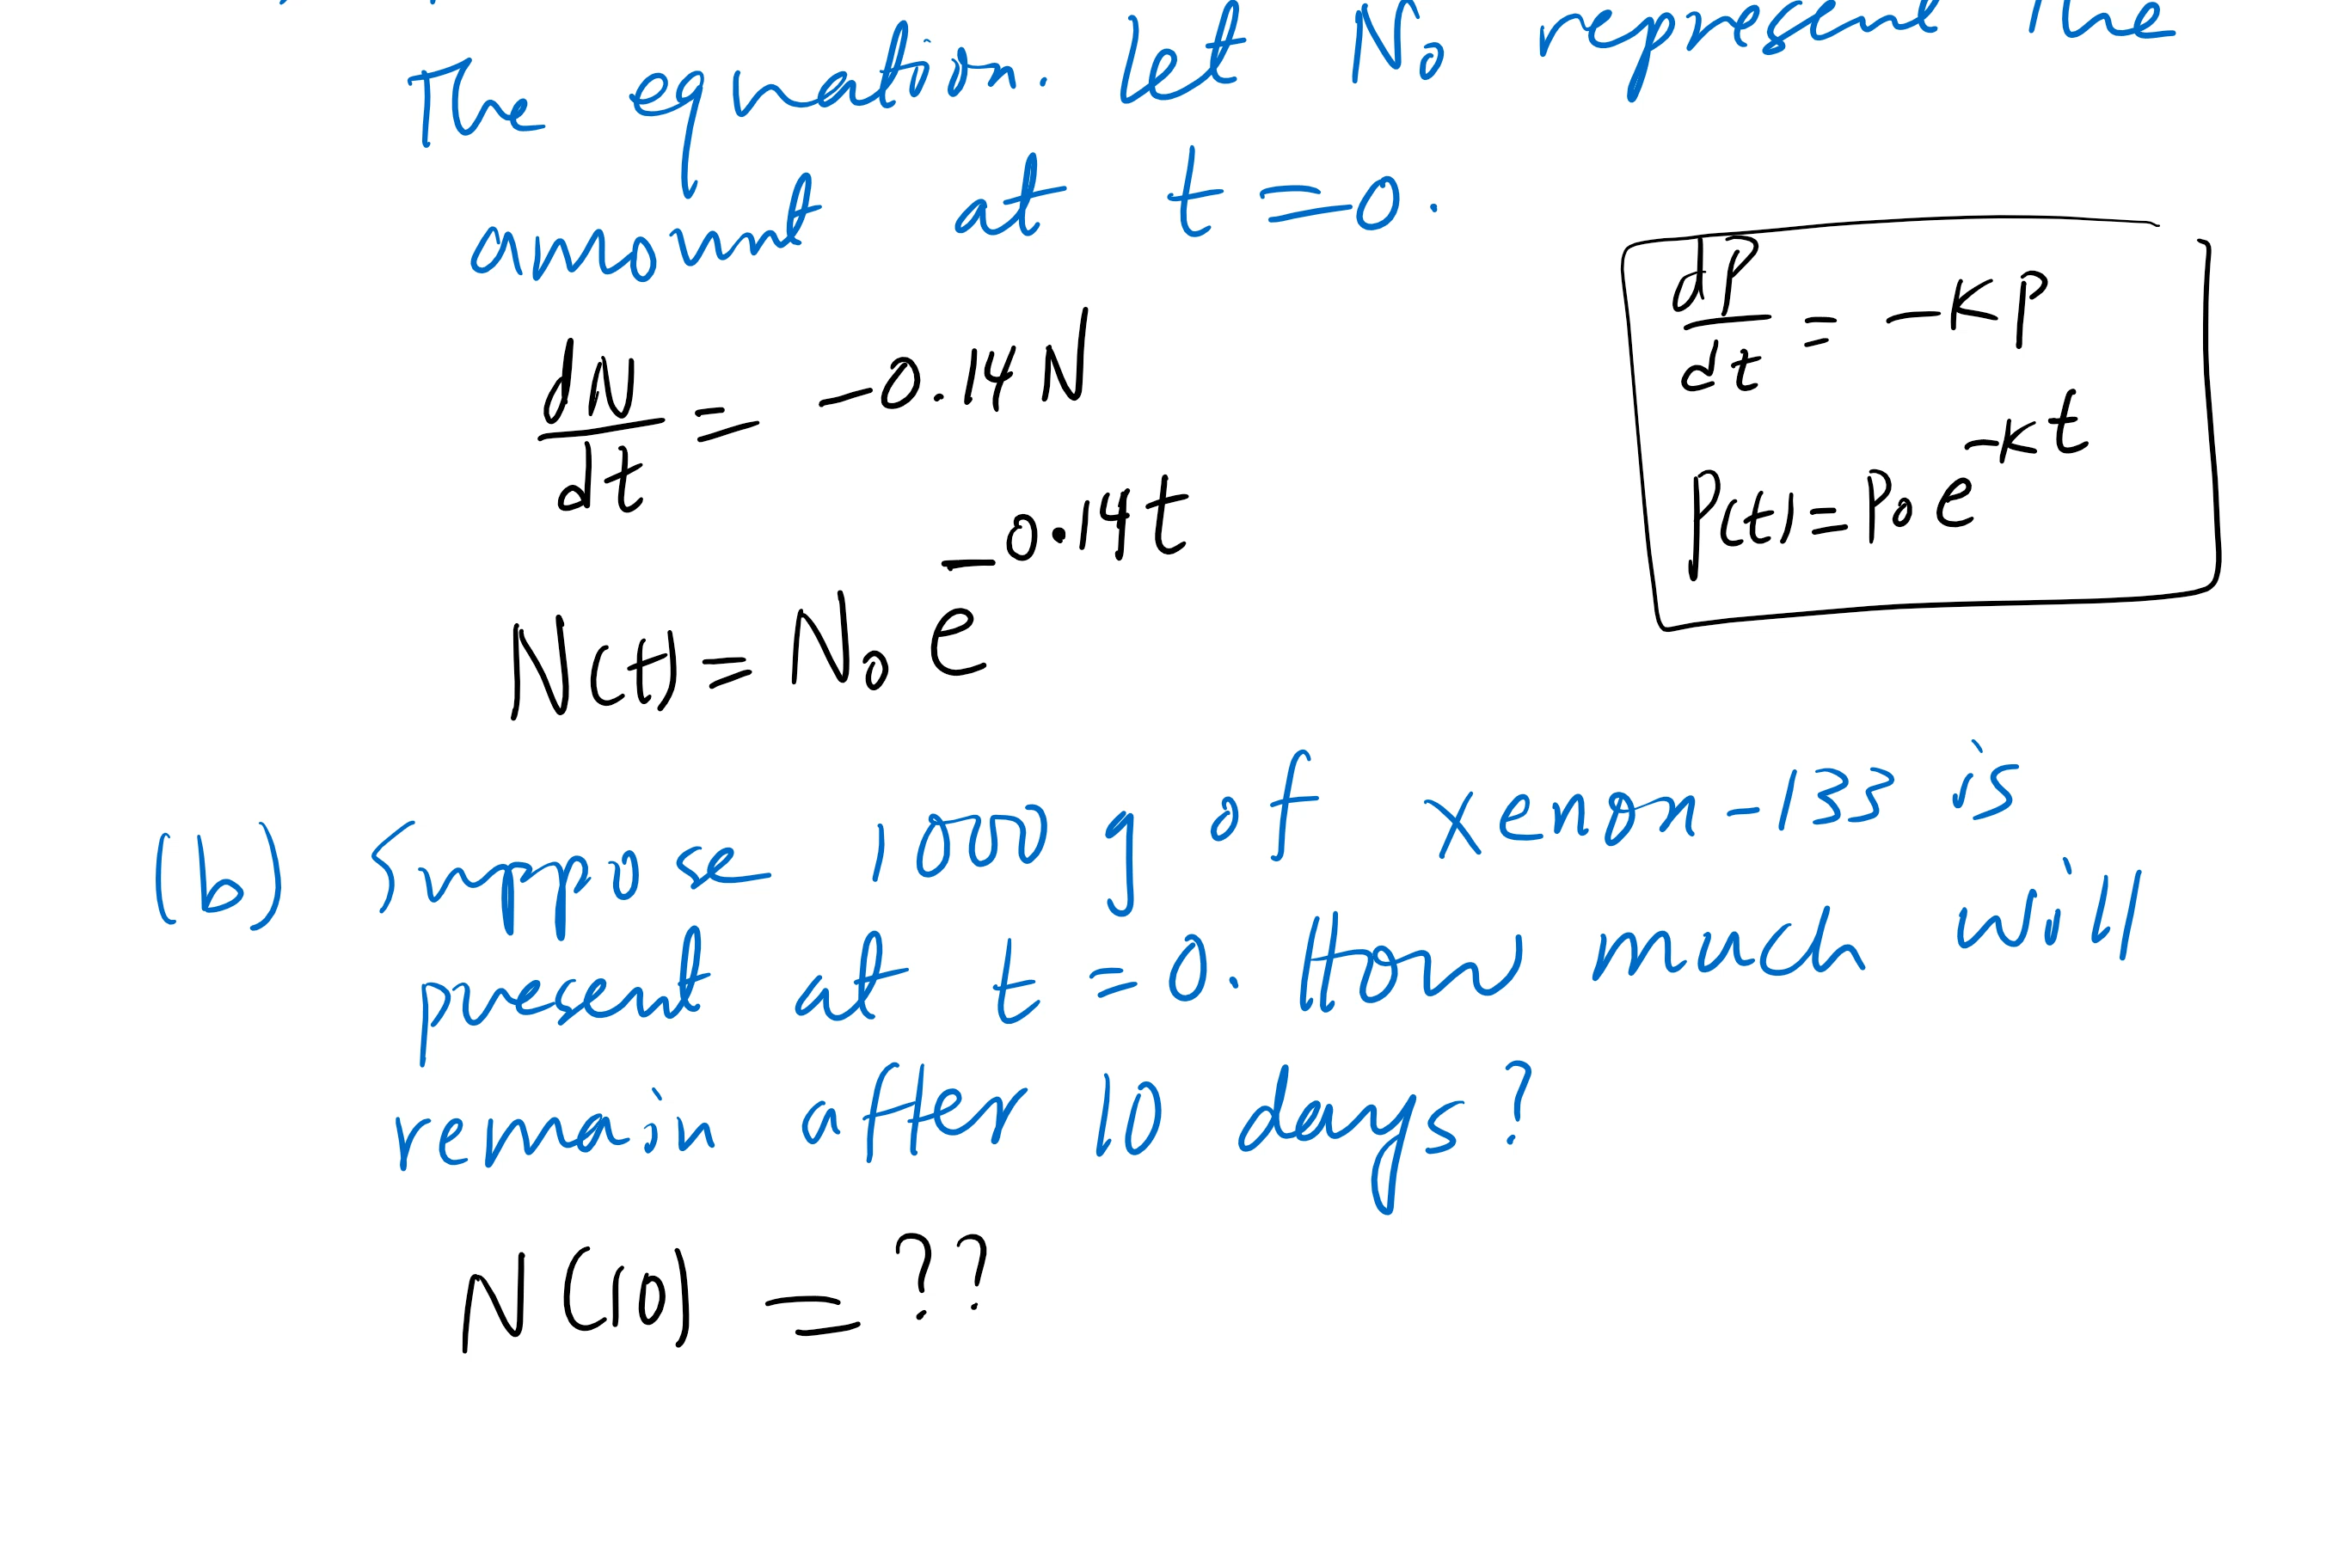 The equation. Let N₀ represent the
amount at t = 0.
dP/dt = -KP
dN/dt = -0.14N
P(t) = P₀ e^-Kt
N(t) = N₀ e^-0.14t
(b) Suppose 1000 g of xenon-133 is
present at t = 0. How much will
remain after 10 days?
N(10) = ??